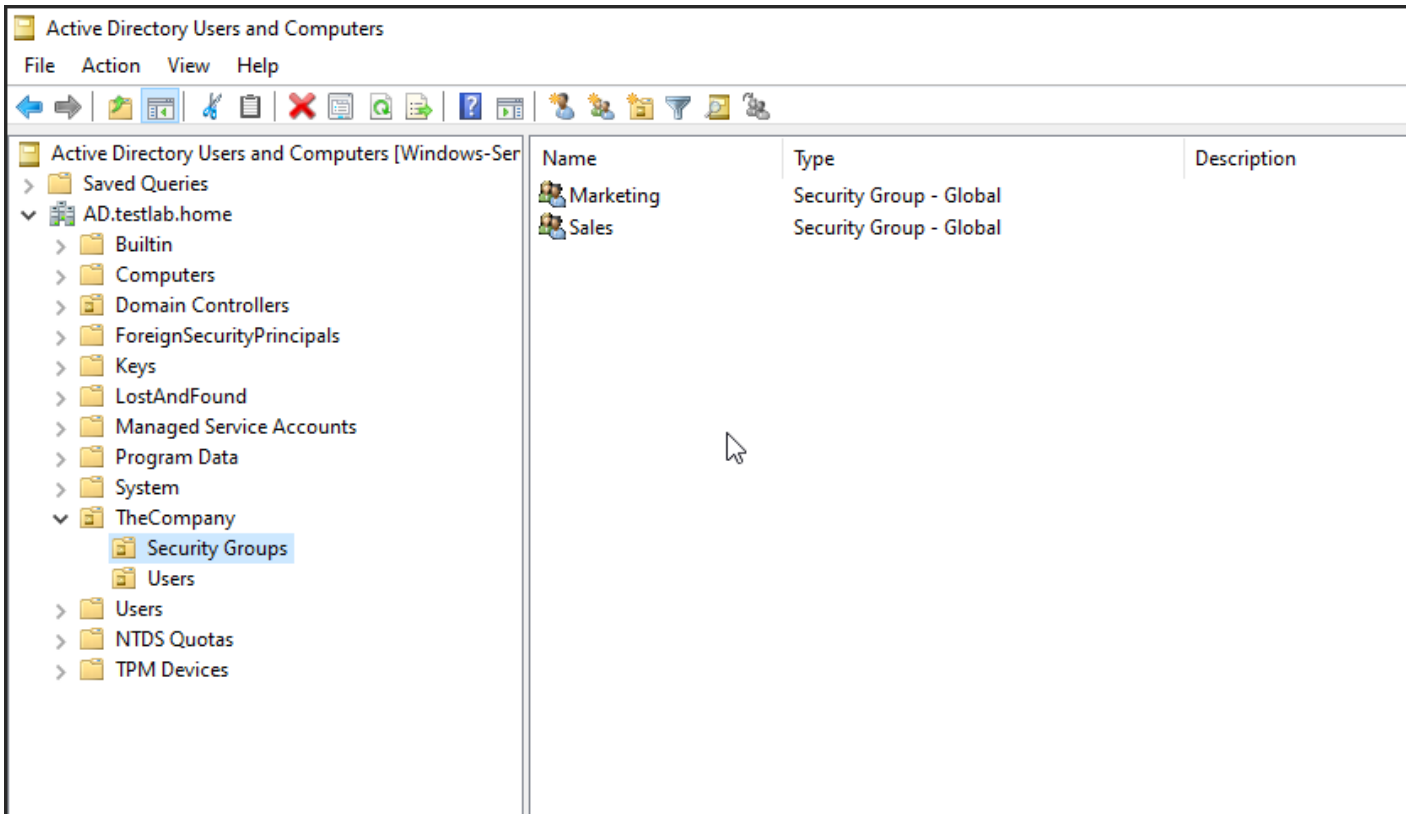 Active Directory Users and Computers
File Action View Help
Active Directory Users and Computers [Windows-Ser
Saved Queries
AD.testlab.home
Builtin
Computers
Domain Controllers
ForeignSecurityPrincipals
Keys
LostAndFound
Managed Service Accounts
Program Data
System
TheCompany
Security Groups
Users
Users
NTDS Quotas
TPM Devices
Name Type Description
Marketing Security Group - Global
Sales Security Group - Global